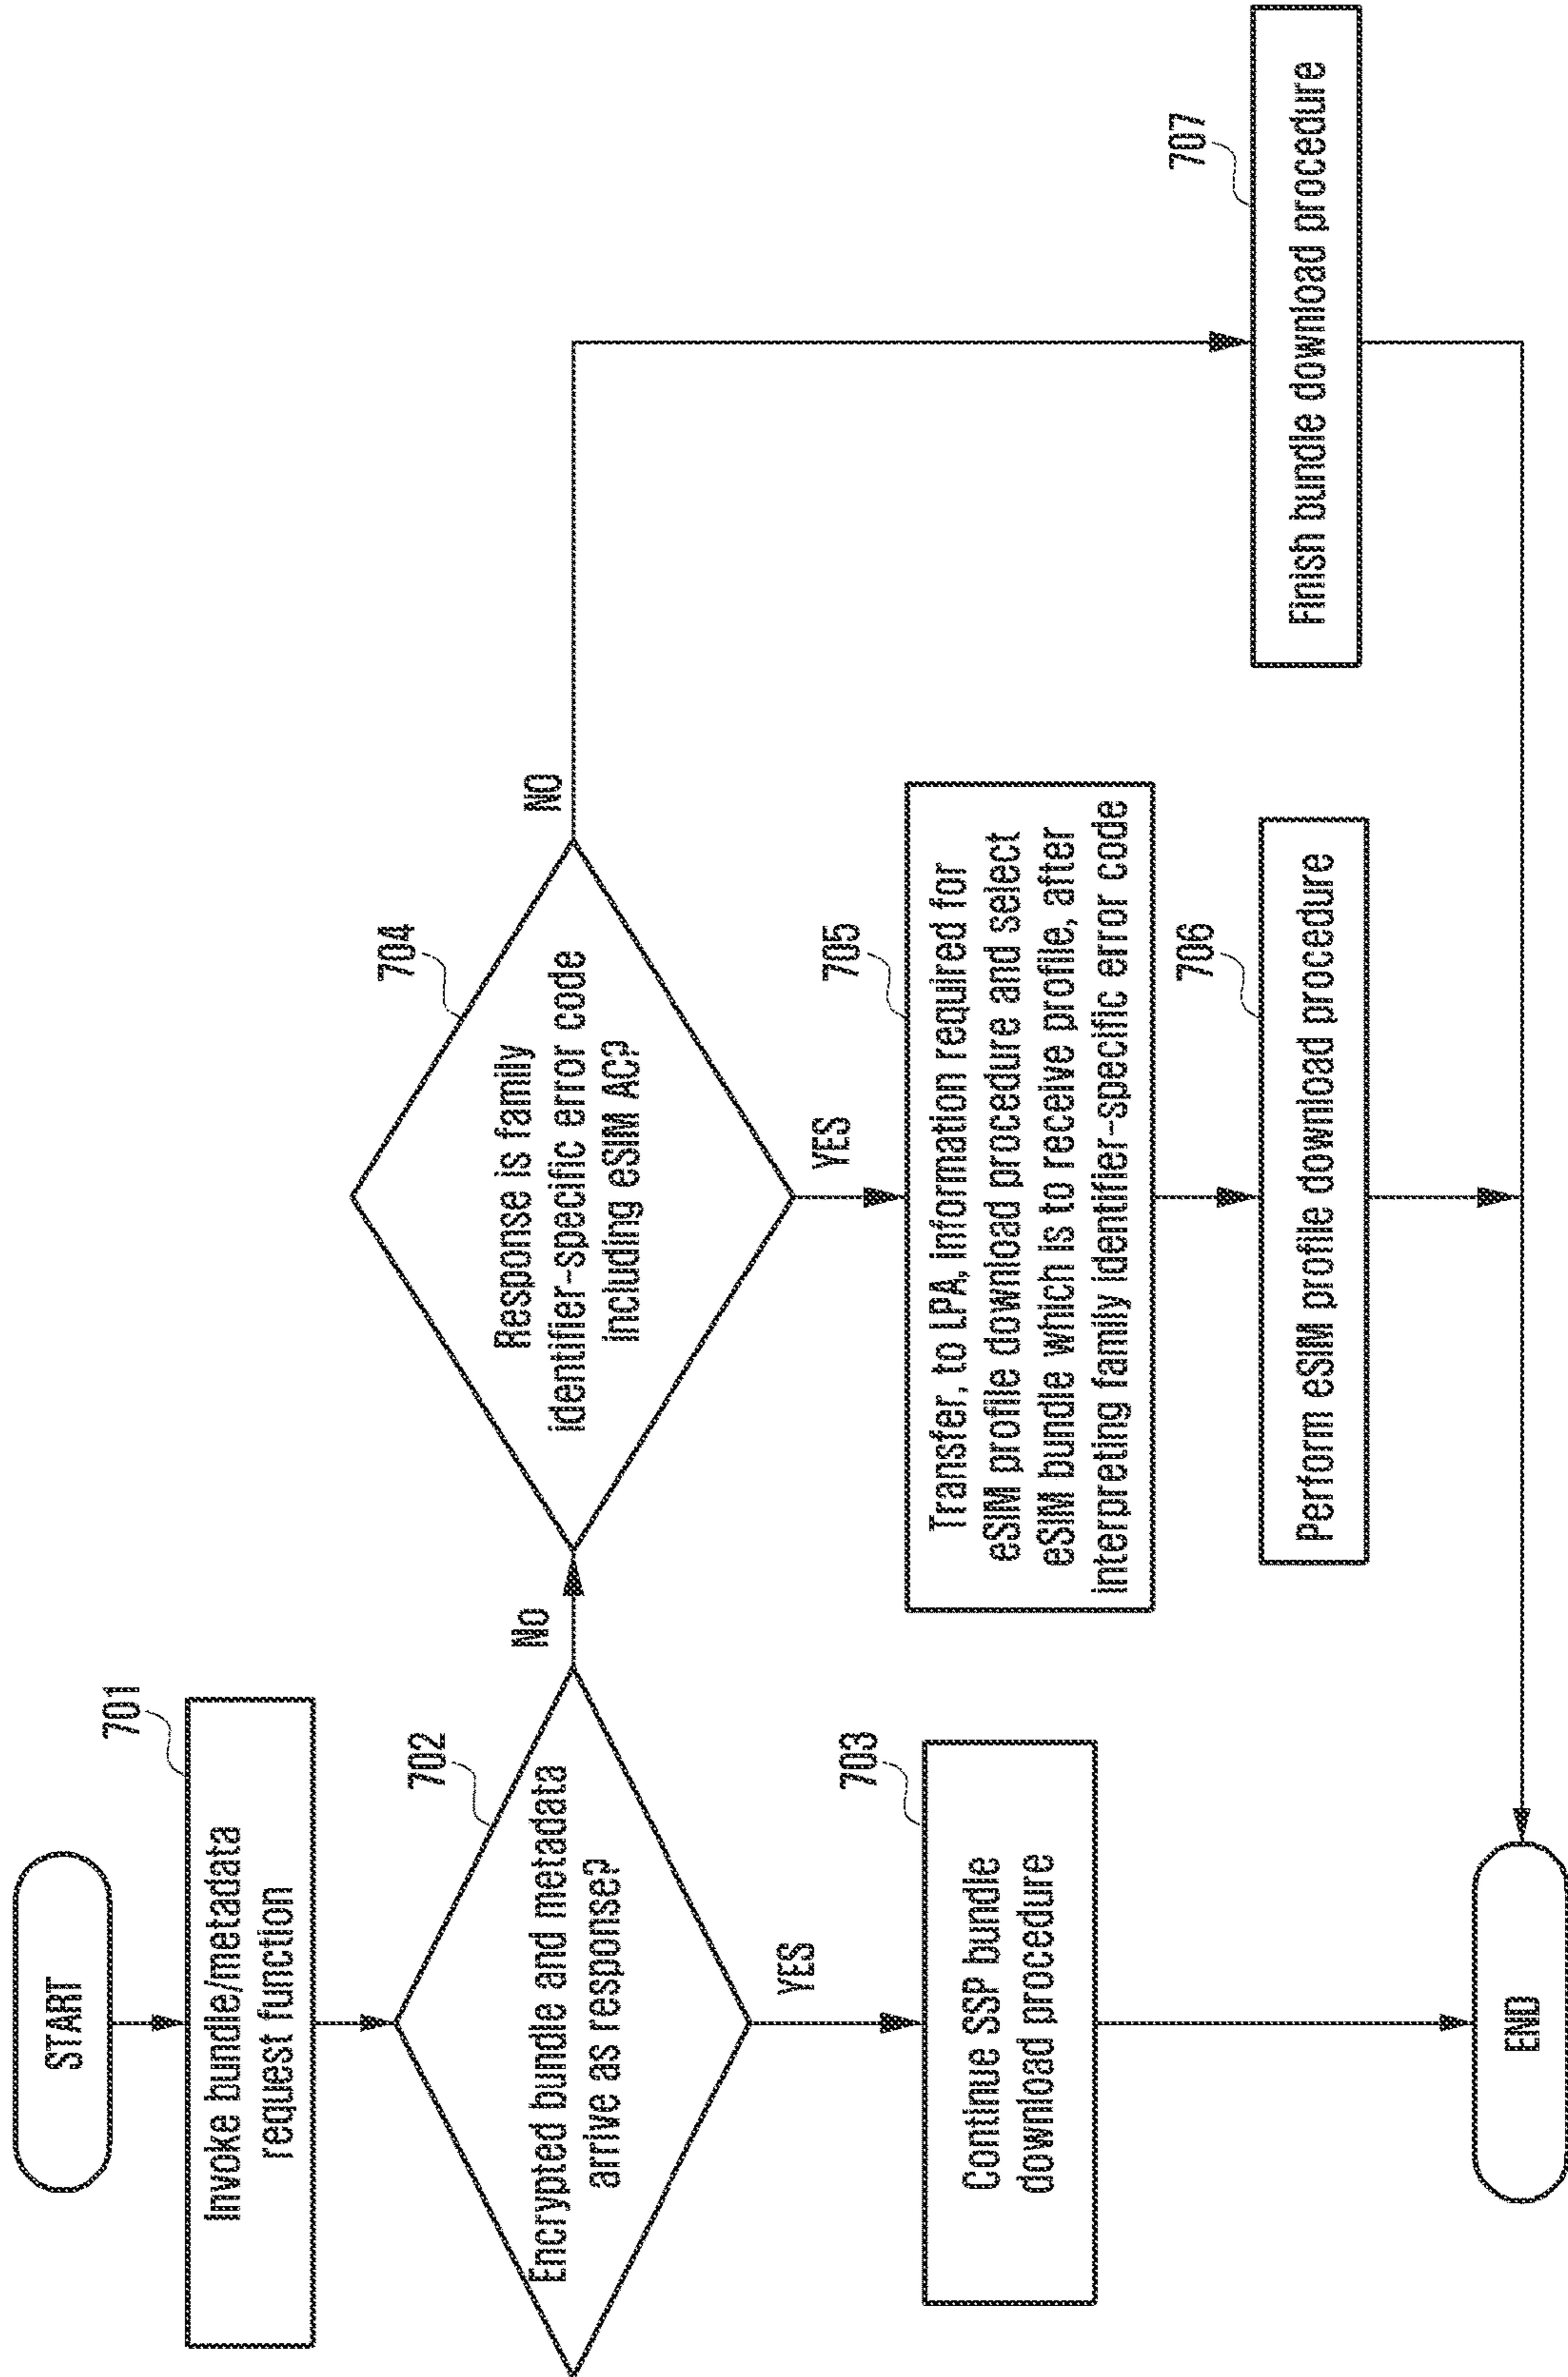 START
701
Invoke bundle/metadata
request function
702
Encrypted bundle and metadata
arrive as response?
No
YES
703
Continue SSP bundle
download procedure
704
Response is family
identifier-specific error code
including eSIM AC?
NO
YES
705
Transfer, to LPA, information required for
eSIM profile download procedure and select
eSIM bundle which is to receive profile, after
interpreting family identifier-specific error code
706
Perform eSIM profile download procedure
707
Finish bundle download procedure
END